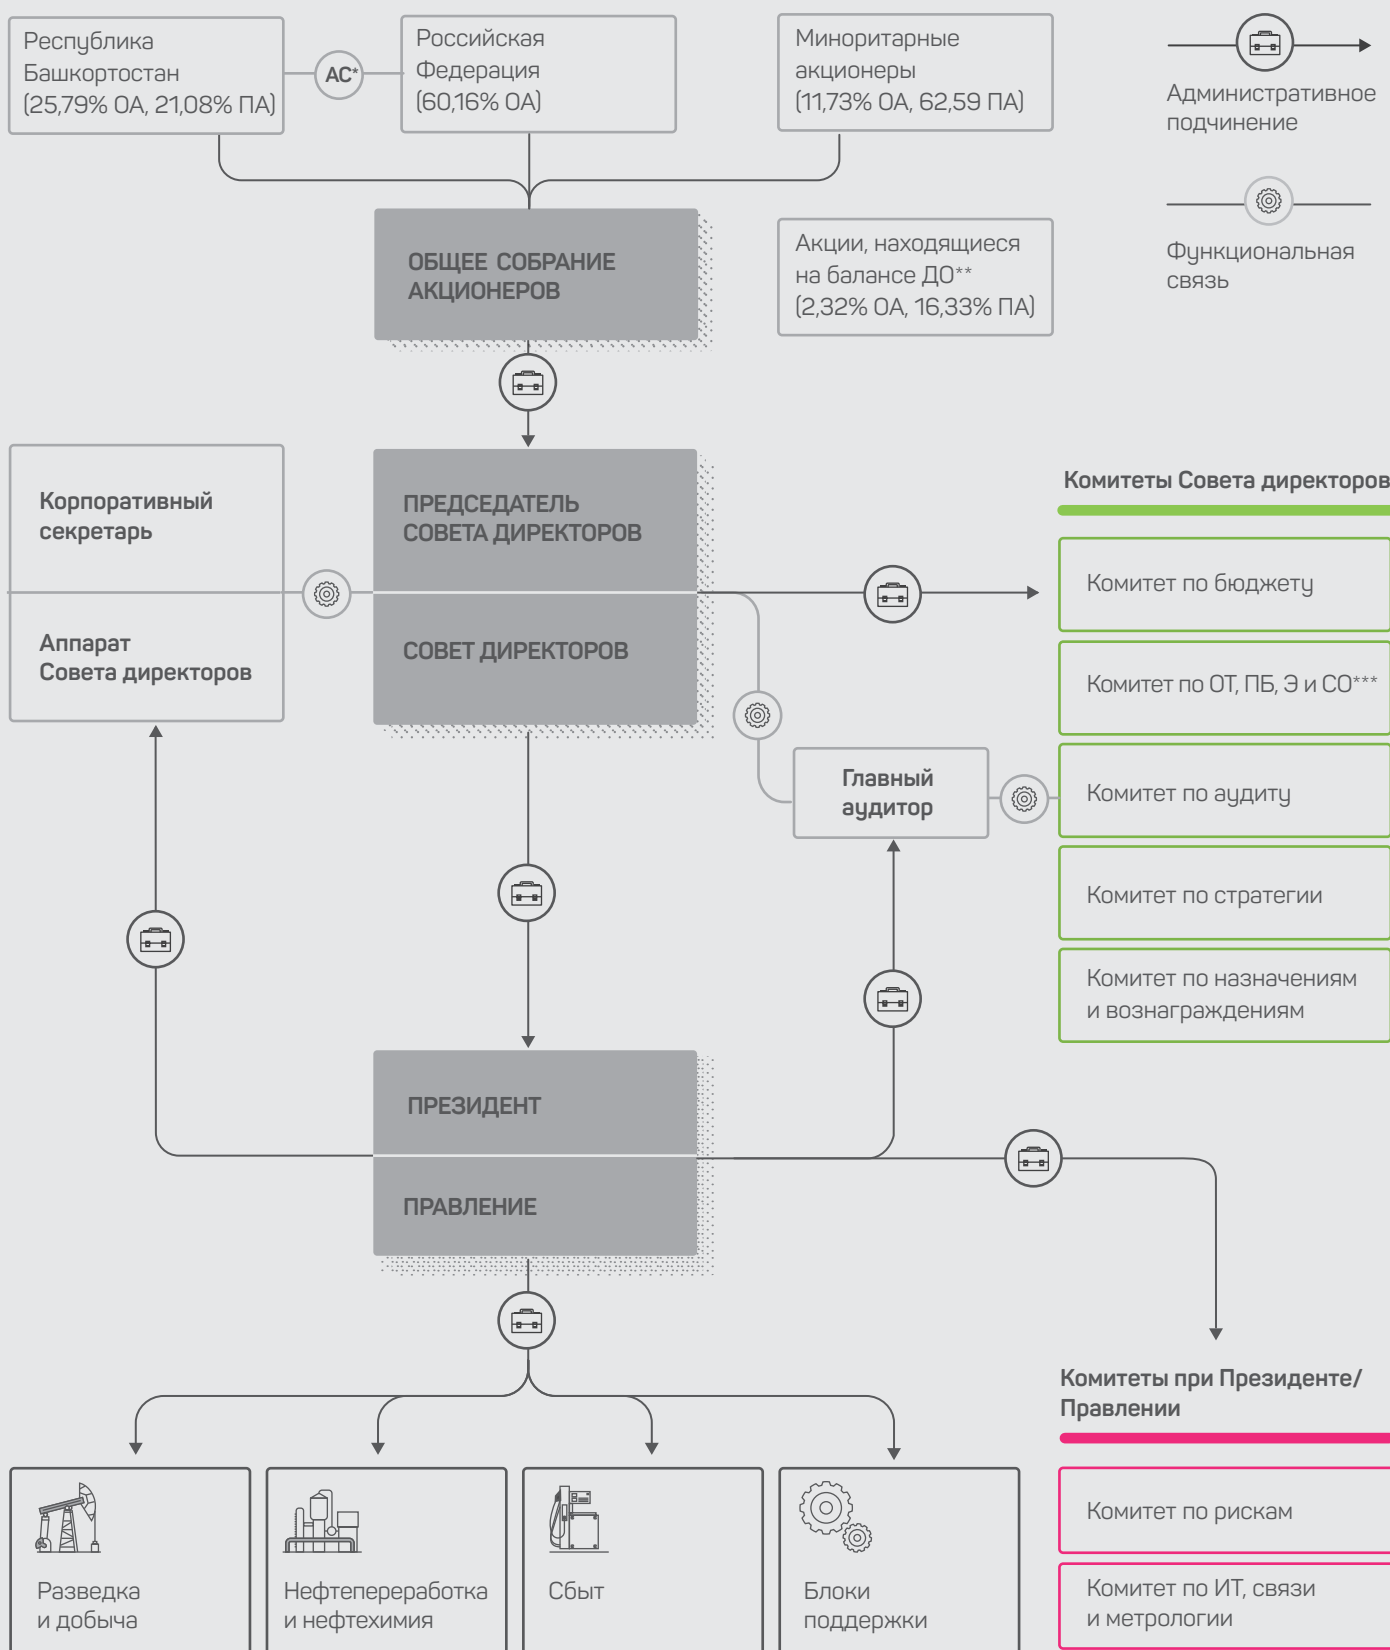 Республика
Башкортостан
(25,79% ОА, 21,08% ПА)
АС*
Российская
Федерация
(60,16% ОА)
Миноритарные
акционеры
(11,73% ОА, 62,59 ПА)
Административное
подчинение
Функциональная
связь
ОБЩЕЕ СОБРАНИЕ
АКЦИОНЕРОВ
Акции, находящиеся
на балансе ДО**
(2,32% ОА, 16,33% ПА)
Корпоративный
секретарь
Аппарат
Совета директоров
ПРЕДСЕДАТЕЛЬ
СОВЕТА ДИРЕКТОРОВ
СОВЕТ ДИРЕКТОРОВ
Комитеты Совета директоров
Комитет по бюджету
Комитет по ОТ, ПБ, Э и СО***
Комитет по аудиту
Комитет по стратегии
Комитет по назначениям
и вознаграждениям
Главный
аудитор
ПРЕЗИДЕНТ
ПРАВЛЕНИЕ
Комитеты при Президенте/
Правлении
Комитет по рискам
Комитет по ИТ, связи
и метрологии
Разведка
и добыча
Нефтепереработка
и нефтехимия
Сбыт
Блоки
поддержки